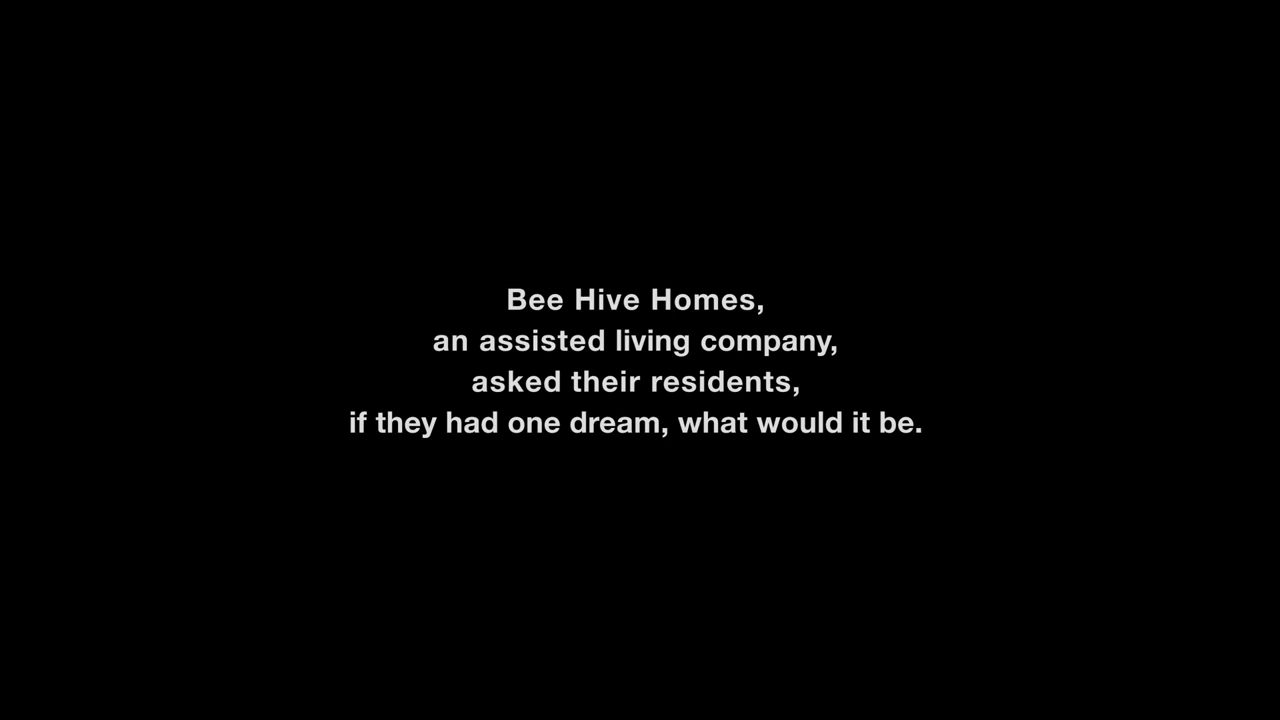 Bee Hive Homes,
an assisted living company,
asked their residents,
if they had one dream, what would it be.